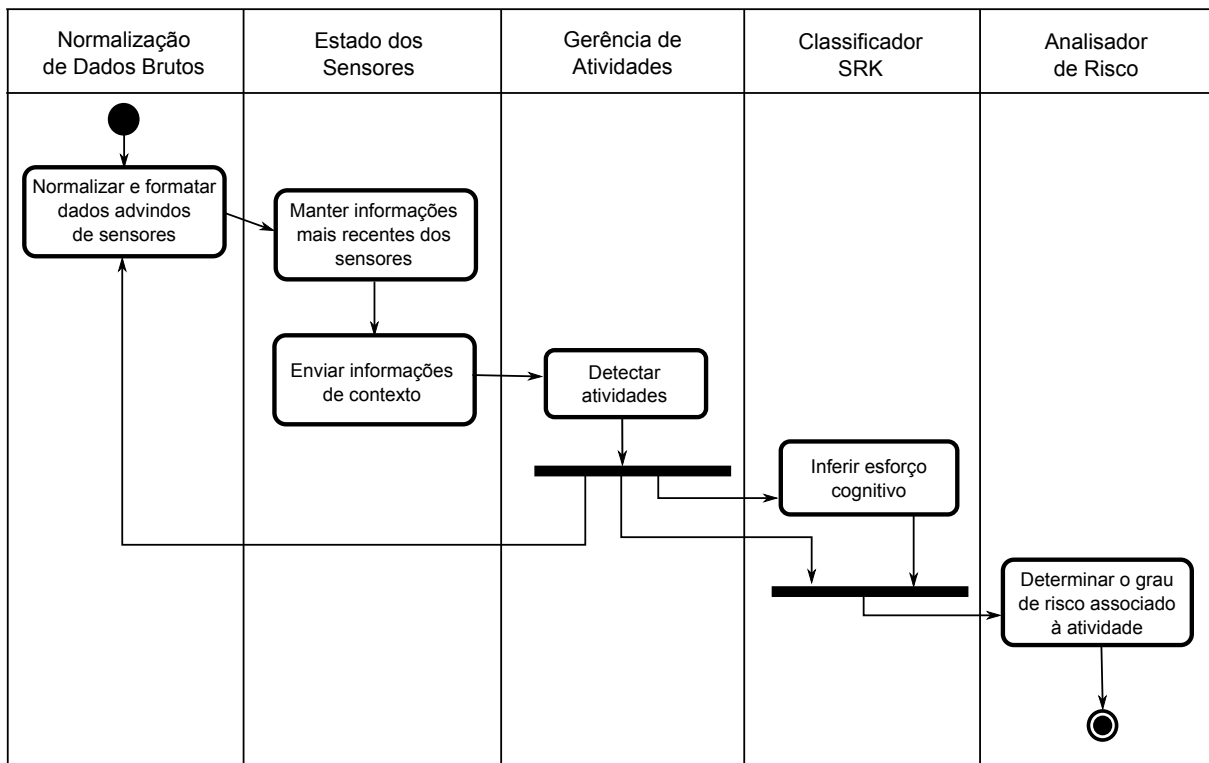 Normalização
de Dados Brutos
Estado dos
Sensores
Gerência de
Atividades
Classificador
SRK
Analisador
de Risco
Normalizar e formatar
dados advindos
de sensores
Manter informações
mais recentes dos
sensores
Enviar informações
de contexto
Detectar
atividades
Inferir esforço
cognitivo
Determinar o grau
de risco associado
à atividade